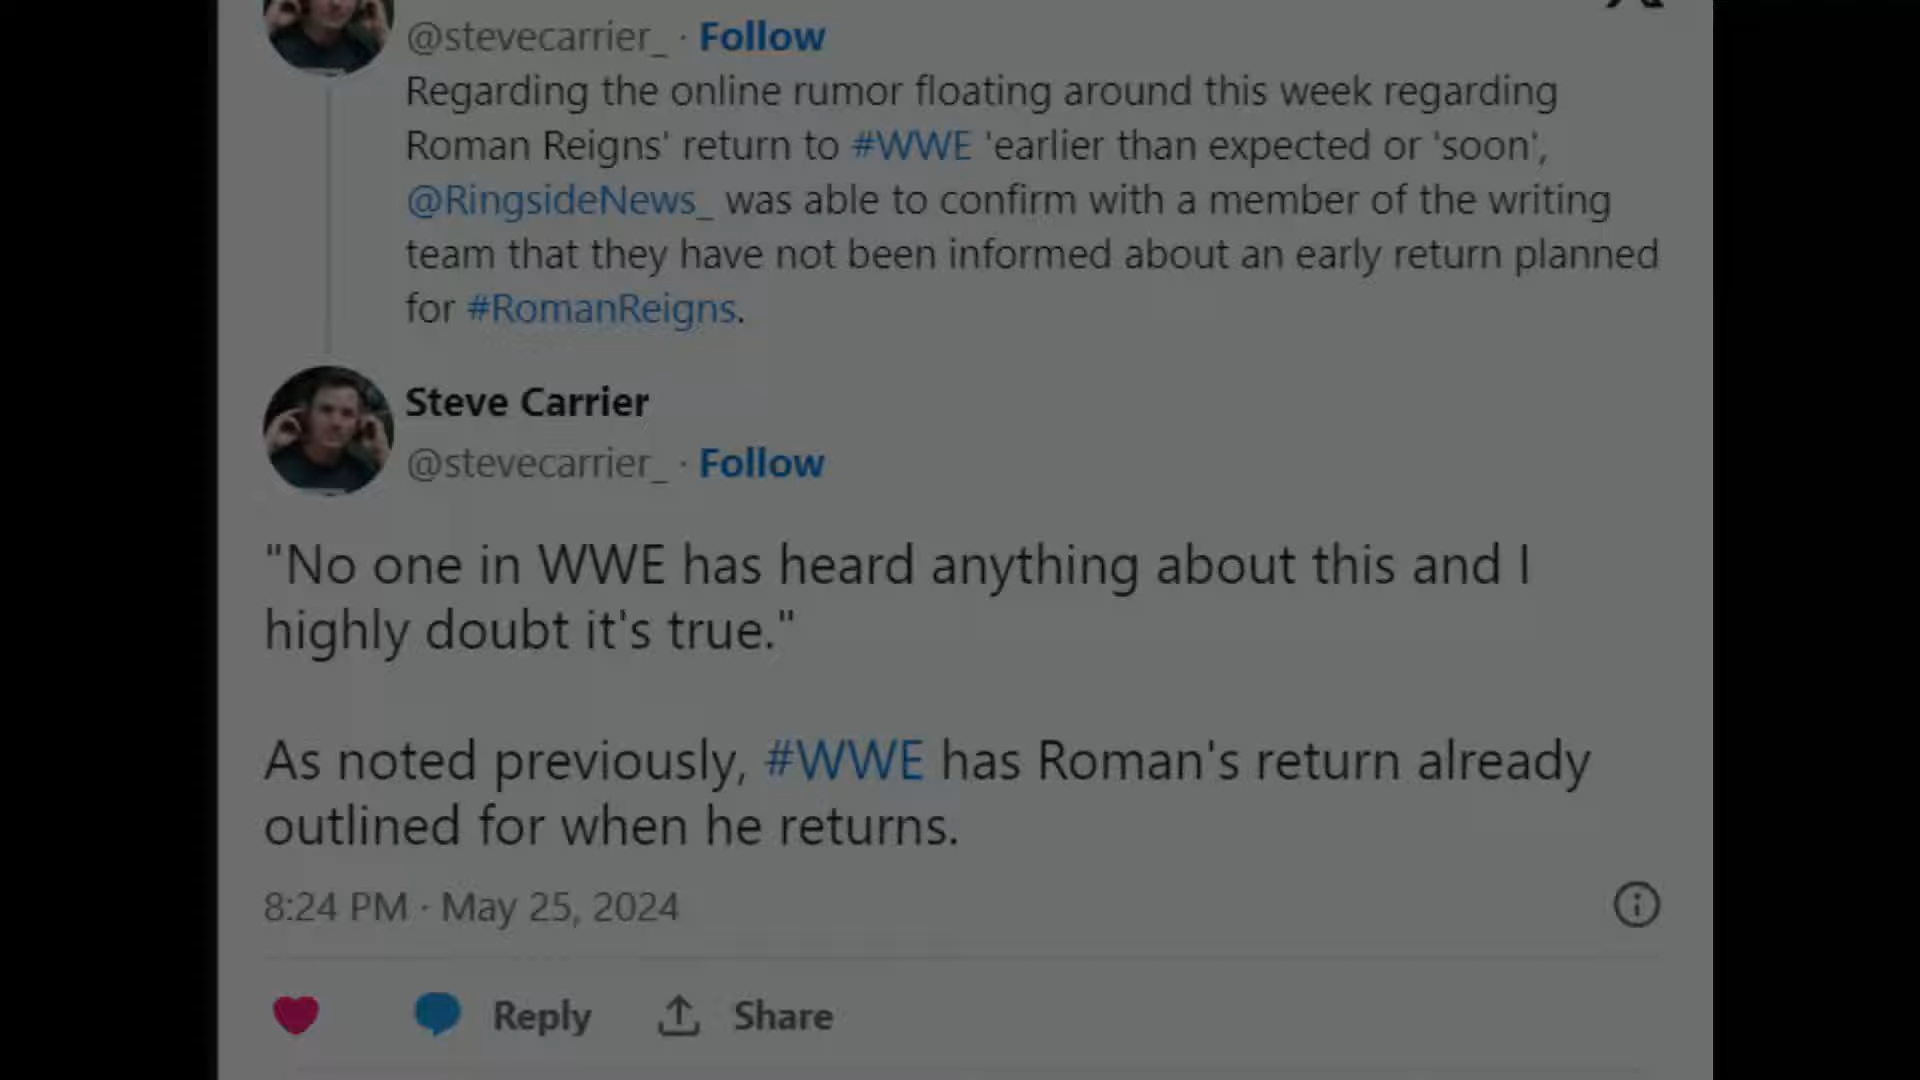 @stevecarrier_ · Follow
Regarding the online rumor floating around this week regarding
Roman Reigns' return to #WWE 'earlier than expected or 'soon',
@RingsideNews_ was able to confirm with a member of the writing
team that they have not been informed about an early return planned
for #RomanReigns.
Steve Carrier
@stevecarrier_ · Follow
"No one in WWE has heard anything about this and I
highly doubt it's true."
As noted previously, #WWE has Roman's return already
outlined for when he returns.
8:24 PM · May 25, 2024
Reply Share